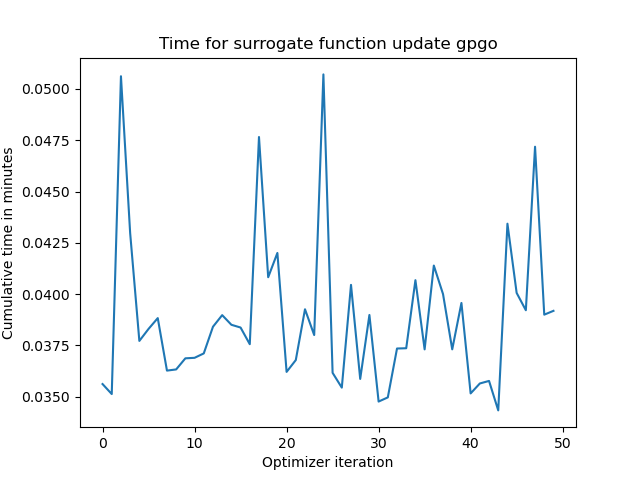 Time for surrogate function update gpgo
Cumulative time in minutes
0.0500
0.0475
0.0450
0.0425
0.0400
0.0375
0.0350
0 10 20 30 40 50
Optimizer iteration